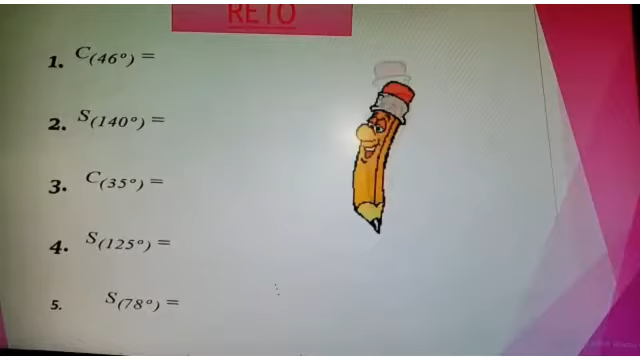 RETO
1. C(46°) =
2. S(140°) =
3. C(35°) =
4. S(125°) =
5. S(78°) =